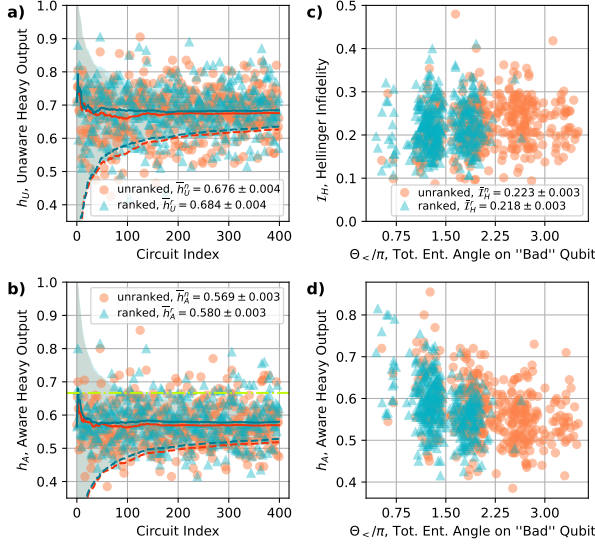 a)
1.0
0.9
0.8
0.7
0.6
0.5
0.4
h_U, Unaware Heavy Output
unranked, h̅ᵑ_U = 0.676 ± 0.004
ranked, h̅ʳ_U = 0.684 ± 0.004
0 100 200 300 400
Circuit Index
c)
0.5
0.4
0.3
0.2
0.1
0.0
I_H, Hellinger Infidelity
unranked, I̅ᵑ_H = 0.223 ± 0.003
ranked, I̅ʳ_H = 0.218 ± 0.003
0.75 1.50 2.25 3.00
Θ_</π, Tot. Ent. Angle on "Bad" Qubit
b)
1.0
0.9
0.8
0.7
0.6
0.5
0.4
h_A, Aware Heavy Output
unranked, h̅ᵑ_A = 0.569 ± 0.003
ranked, h̅ʳ_A = 0.580 ± 0.003
0 100 200 300 400
Circuit Index
d)
0.8
0.7
0.6
0.5
0.4
h_A, Aware Heavy Output
0.75 1.50 2.25 3.00
Θ_</π, Tot. Ent. Angle on "Bad" Qubit